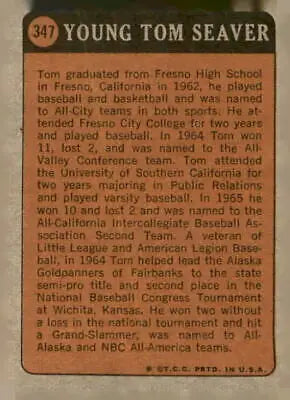 347 YOUNG TOM SEAVER
Tom graduated from Fresno High School
in Fresno, California in 1962, he played
baseball and basketball and was named
to All-City teams in both sports. He at-
tended Fresno City College for two years
and played baseball. In 1964 Tom won
11, lost 2, and was named to the All-
Valley Conference team. Tom attended
the University of Southern California for
two years majoring in Public Relations
and played varsity baseball. In 1965 he
won 10 and lost 2 and was named to the
All-California Intercollegiate Baseball As-
sociation Second Team. A veteran of
Little League and American Legion Base-
ball, in 1964 Tom helped lead the Alaska
Goldpanners of Fairbanks to the state
semi-pro title and second place in the
National Baseball Congress Tournament
at Wichita, Kansas. He won two without
a loss in the national tournament and hit
a Grand-Slammer, was named to All-
Alaska and NBC All-America teams.
© T.C.G. PRTD. IN U.S.A.